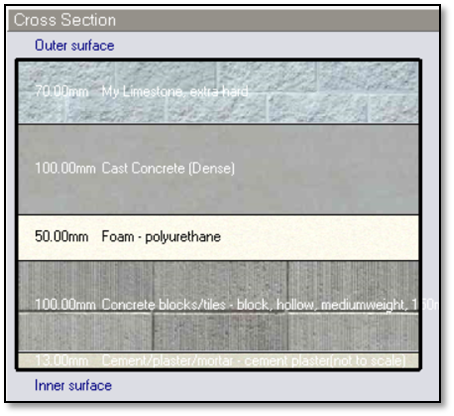 Cross Section
Outer surface
70.00mm My Limestone, extra hard
100.00mm Cast Concrete (Dense)
50.00mm Foam - polyurethane
100.00mm Concrete blocks/tiles - block, hollow, mediumweight, 150m
13.00mm Cement/plaster/mortar - cement plaster(not to scale)
Inner surface